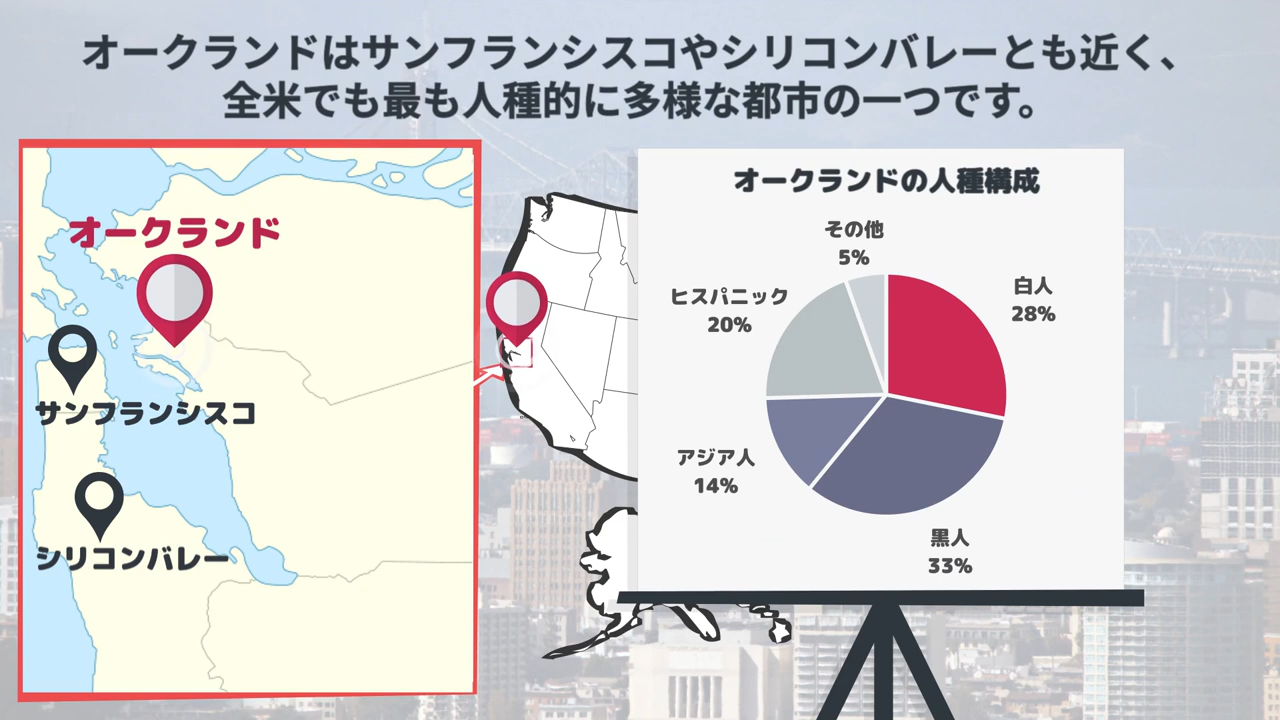 オークランドはサンフランシスコやシリコンバレーとも近く、
全米でも最も人種的に多様な都市の一つです。
オークランド
サンフランシスコ
シリコンバレー
オークランドの人種構成
その他
5%
白人
28%
ヒスパニック
20%
アジア人
14%
黒人
33%